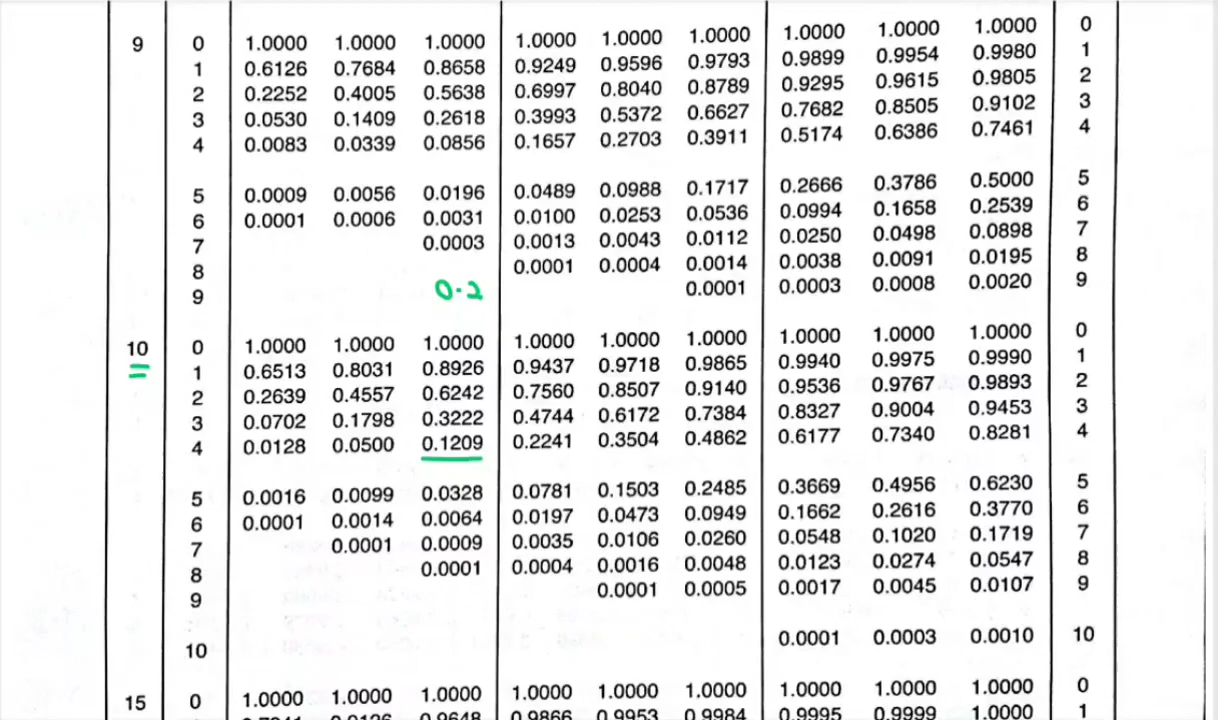 9 0 1.0000 1.0000 1.0000 1.0000 1.0000 1.0000 1.0000 1.0000 1.0000 0
1 0.6126 0.7684 0.8658 0.9249 0.9596 0.9793 0.9899 0.9954 0.9980 1
2 0.2252 0.4005 0.5638 0.6997 0.8040 0.8789 0.9295 0.9615 0.9805 2
3 0.0530 0.1409 0.2618 0.3993 0.5372 0.6627 0.7682 0.8505 0.9102 3
4 0.0083 0.0339 0.0856 0.1657 0.2703 0.3911 0.5174 0.6386 0.7461 4
5 0.0009 0.0056 0.0196 0.0489 0.0988 0.1717 0.2666 0.3786 0.5000 5
6 0.0001 0.0006 0.0031 0.0100 0.0253 0.0536 0.0994 0.1658 0.2539 6
7 0.0003 0.0013 0.0043 0.0112 0.0250 0.0498 0.0898 7
8 0.0001 0.0004 0.0014 0.0038 0.0091 0.0195 8
9 0.0001 0.0003 0.0008 0.0020 9
0.2
10 0 1.0000 1.0000 1.0000 1.0000 1.0000 1.0000 1.0000 1.0000 1.0000 0
1 0.6513 0.8031 0.8926 0.9437 0.9718 0.9865 0.9940 0.9975 0.9990 1
2 0.2639 0.4557 0.6242 0.7560 0.8507 0.9140 0.9536 0.9767 0.9893 2
3 0.0702 0.1798 0.3222 0.4744 0.6172 0.7384 0.8327 0.9004 0.9453 3
4 0.0128 0.0500 0.1209 0.2241 0.3504 0.4862 0.6177 0.7340 0.8281 4
5 0.0016 0.0099 0.0328 0.0781 0.1503 0.2485 0.3669 0.4956 0.6230 5
6 0.0001 0.0014 0.0064 0.0197 0.0473 0.0949 0.1662 0.2616 0.3770 6
7 0.0001 0.0009 0.0035 0.0106 0.0260 0.0548 0.1020 0.1719 7
8 0.0001 0.0004 0.0016 0.0048 0.0123 0.0274 0.0547 8
9 0.0001 0.0005 0.0017 0.0045 0.0107 9
10 0.0001 0.0003 0.0010 10
15 0 1.0000 1.0000 1.0000 1.0000 1.0000 1.0000 1.0000 1.0000 1.0000 0
0.9648 0.9866 0.9953 0.9984 0.9995 0.9999 1.0000 1